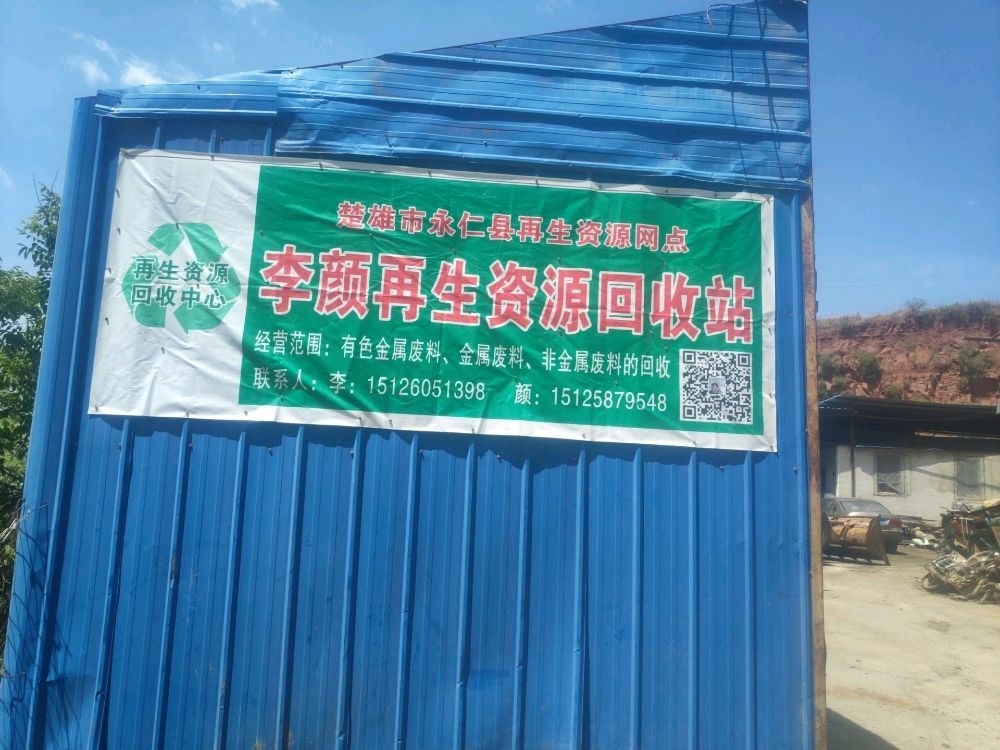 再生资源
回收中心
楚雄市永仁县再生资源网点
李颜再生资源回收站
经营范围：有色金属废料、金属废料、非金属废料的回收
联系人：李：15126051398 颜：15125879548